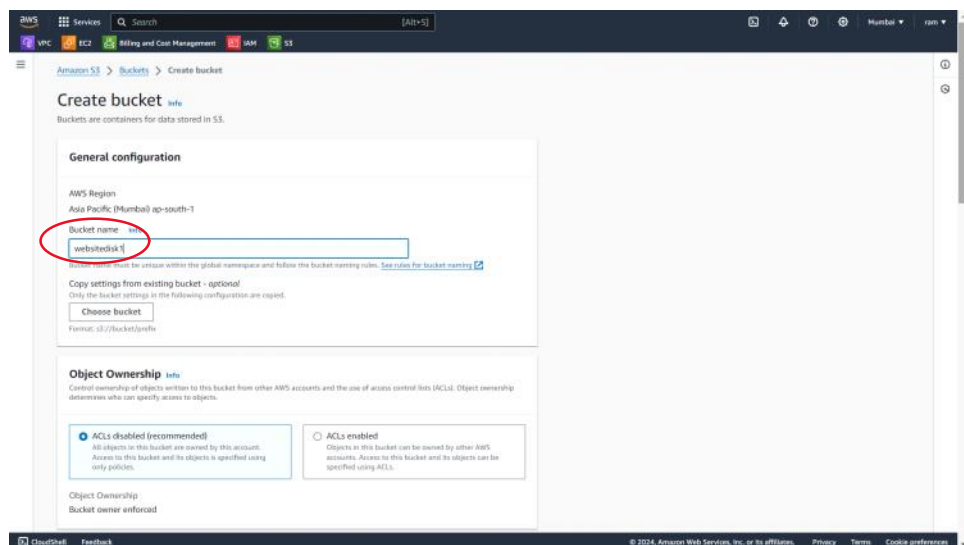 aws Services Search [Alt+S] Mumbai ▼ ram ▼
VPC EC2 Billing and Cost Management IAM S3
Amazon S3 > Buckets > Create bucket
Create bucket Info
Buckets are containers for data stored in S3.
General configuration
AWS Region
Asia Pacific (Mumbai) ap-south-1
Bucket name Info
websitedisk1
Bucket name must be unique within the global namespace and follow the bucket naming rules. See rules for bucket naming
Copy settings from existing bucket - optional
Only the bucket settings in the following configuration are copied.
Choose bucket
Format: s3://bucket/prefix
Object Ownership Info
Control ownership of objects written to this bucket from other AWS accounts and the use of access control lists (ACLs). Object ownership
determines who can specify access to objects.
ACLs disabled (recommended)
All objects in this bucket are owned by this account.
Access to this bucket and its objects is specified using
only policies.
ACLs enabled
Objects in this bucket can be owned by other AWS
accounts. Access to this bucket and its objects can be
specified using ACLs.
Object Ownership
Bucket owner enforced
CloudShell Feedback © 2024, Amazon Web Services, Inc. or its affiliates. Privacy Terms Cookie preferences